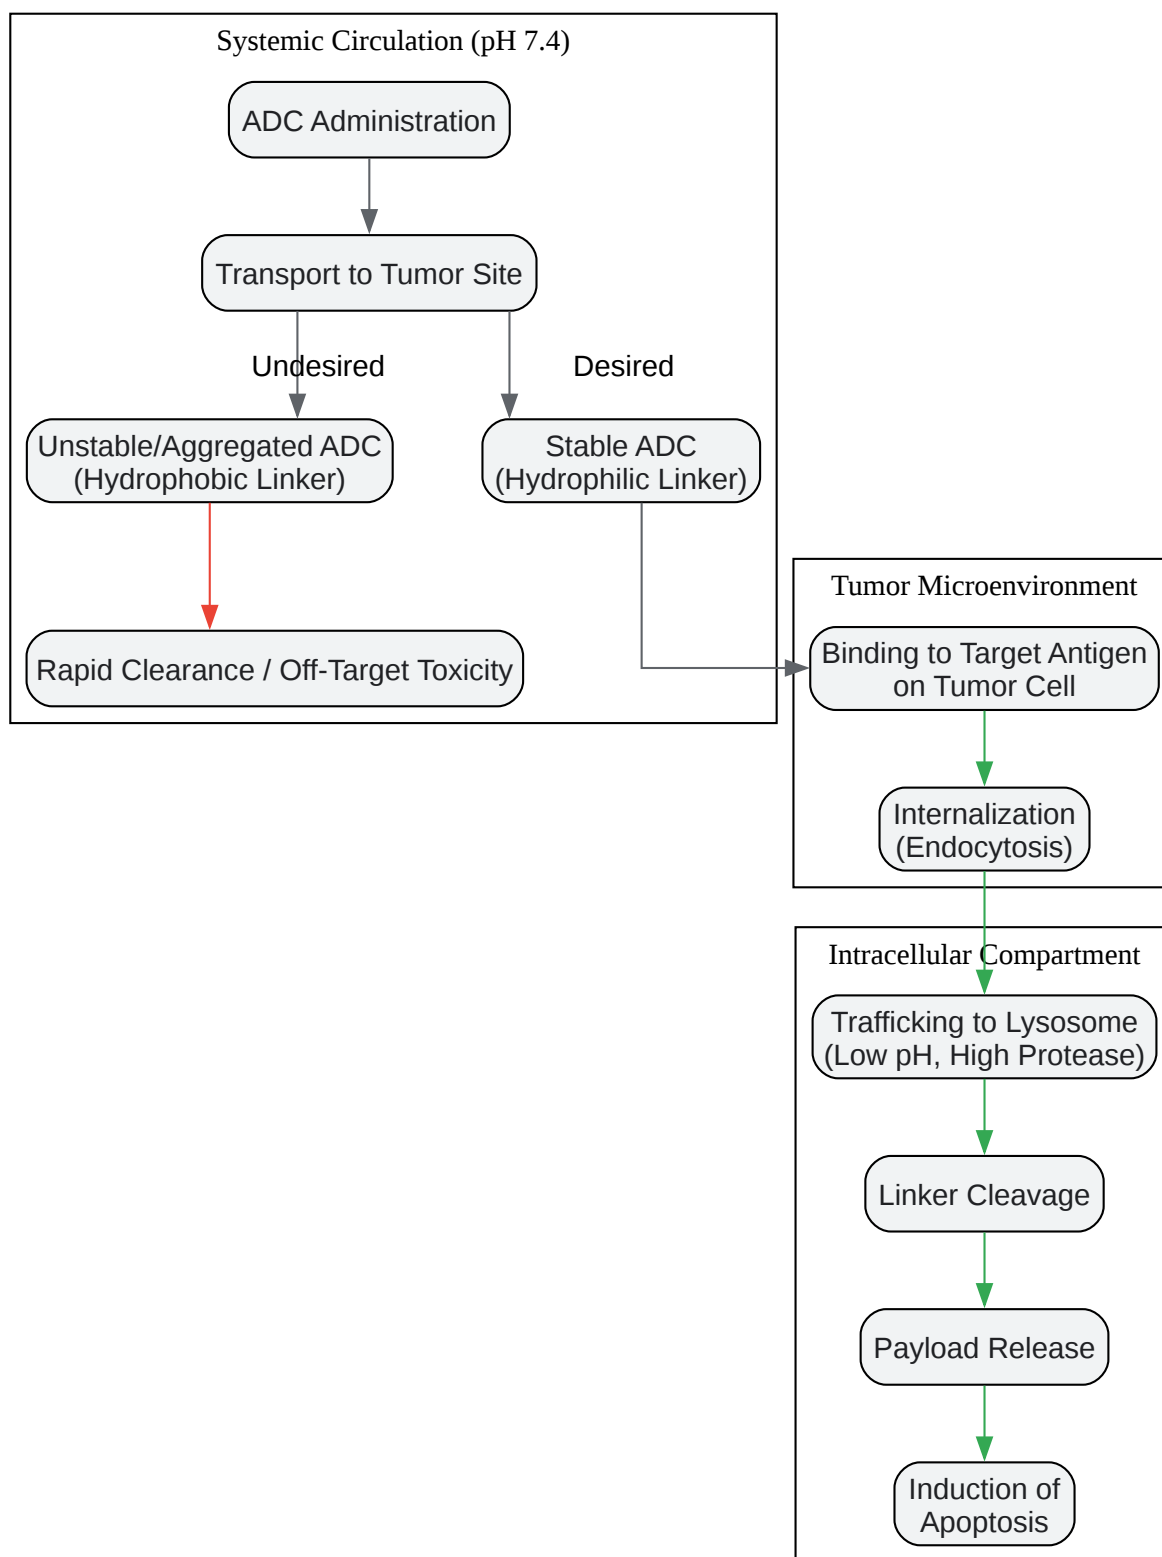 Systemic Circulation (pH 7.4)
ADC Administration
Transport to Tumor Site
Undesired
Desired
Unstable/Aggregated ADC
(Hydrophobic Linker)
Stable ADC
(Hydrophilic Linker)
Rapid Clearance / Off-Target Toxicity
Tumor Microenvironment
Binding to Target Antigen
on Tumor Cell
Internalization
(Endocytosis)
Intracellular Compartment
Trafficking to Lysosome
(Low pH, High Protease)
Linker Cleavage
Payload Release
Induction of
Apoptosis